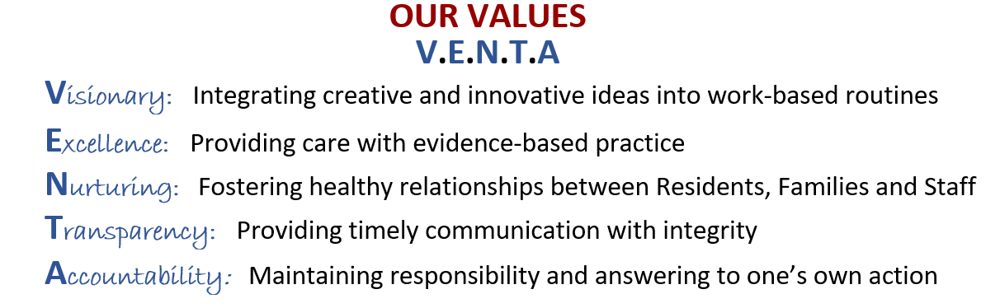 OUR VALUES
V.E.N.T.A
Visionary: Integrating creative and innovative ideas into work-based routines
Excellence: Providing care with evidence-based practice
Nurturing: Fostering healthy relationships between Residents, Families and Staff
Transparency: Providing timely communication with integrity
Accountability: Maintaining responsibility and answering to one’s own action